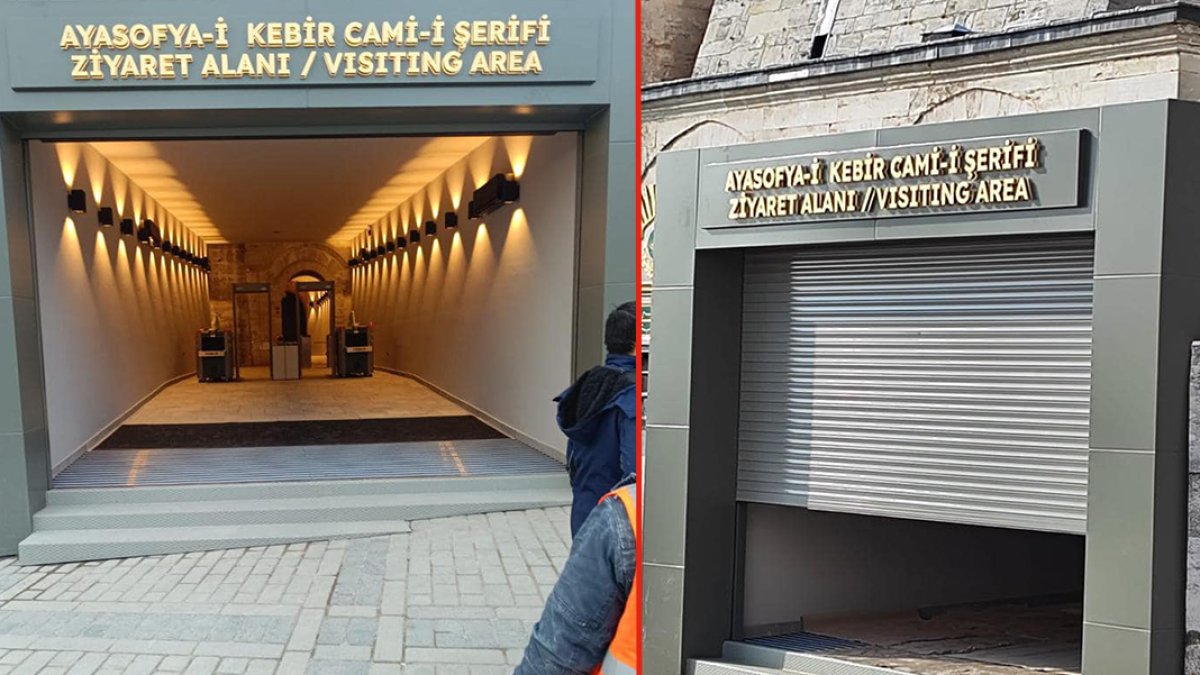 AYASOFYA-İ KEBİR CAMİ-İ ŞERİFİ
ZİYARET ALANI / VISITING AREA
AYASOFYA-İ KEBİR CAMİ-İ ŞERİFİ
ZİYARET ALANI / VISITING AREA